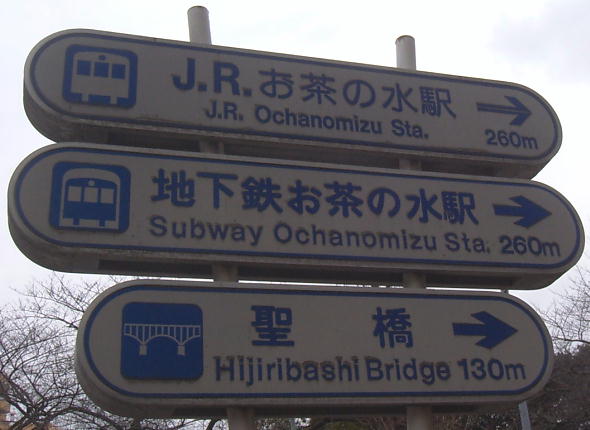 J.R.お茶の水駅
J.R. Ochanomizu Sta. 260m
地下鉄お茶の水駅
Subway Ochanomizu Sta. 260m
聖橋
Hijiribashi Bridge 130m